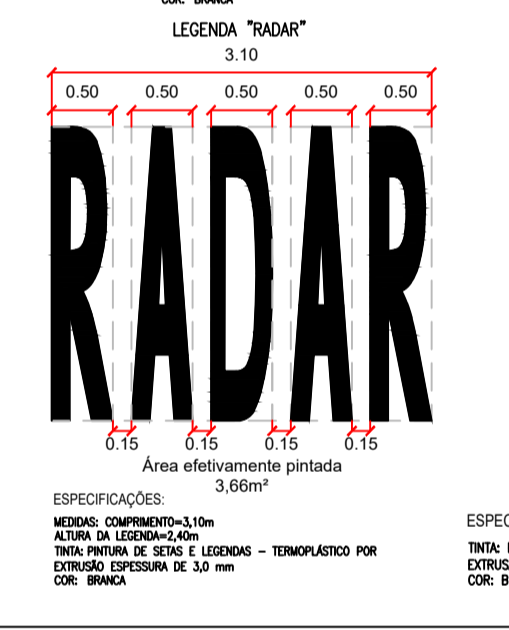 COR: BRANCA
LEGENDA "RADAR"
3.10
0.50 0.50 0.50 0.50 0.50
RADAR
0.15 0.15 0.15 0.15
Área efetivamente pintada
3,66m²
ESPECIFICAÇÕES:
MEDIDAS: COMPRIMENTO=3,10m
ALTURA DA LEGENDA=2,40m
TINTA: PINTURA DE SETAS E LEGENDAS – TERMOPLÁSTICO POR
EXTRUSÃO ESPESSURA DE 3,0 mm
COR: BRANCA
ESPEC
TINTA:
EXTRUS
COR: B